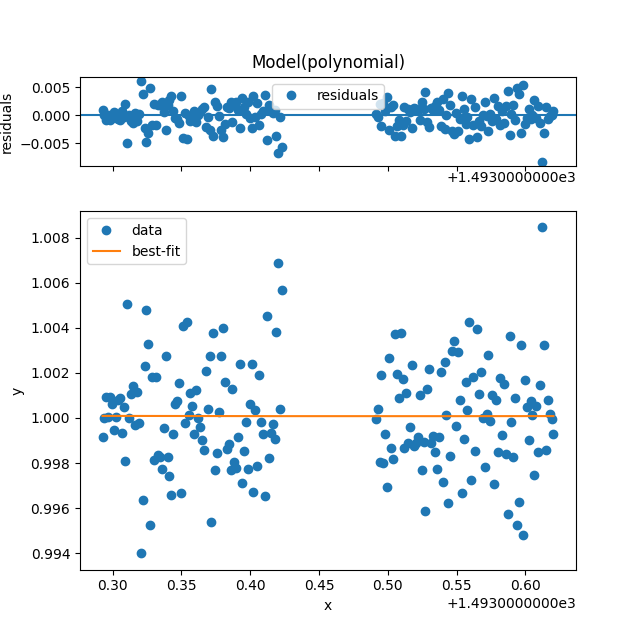 Model(polynomial)
residuals
0.005
0.000
−0.005
residuals
+1.4930000000e3
data
best-fit
y
1.008
1.006
1.004
1.002
1.000
0.998
0.996
0.994
0.30 0.35 0.40 0.45 0.50 0.55 0.60
x
+1.4930000000e3